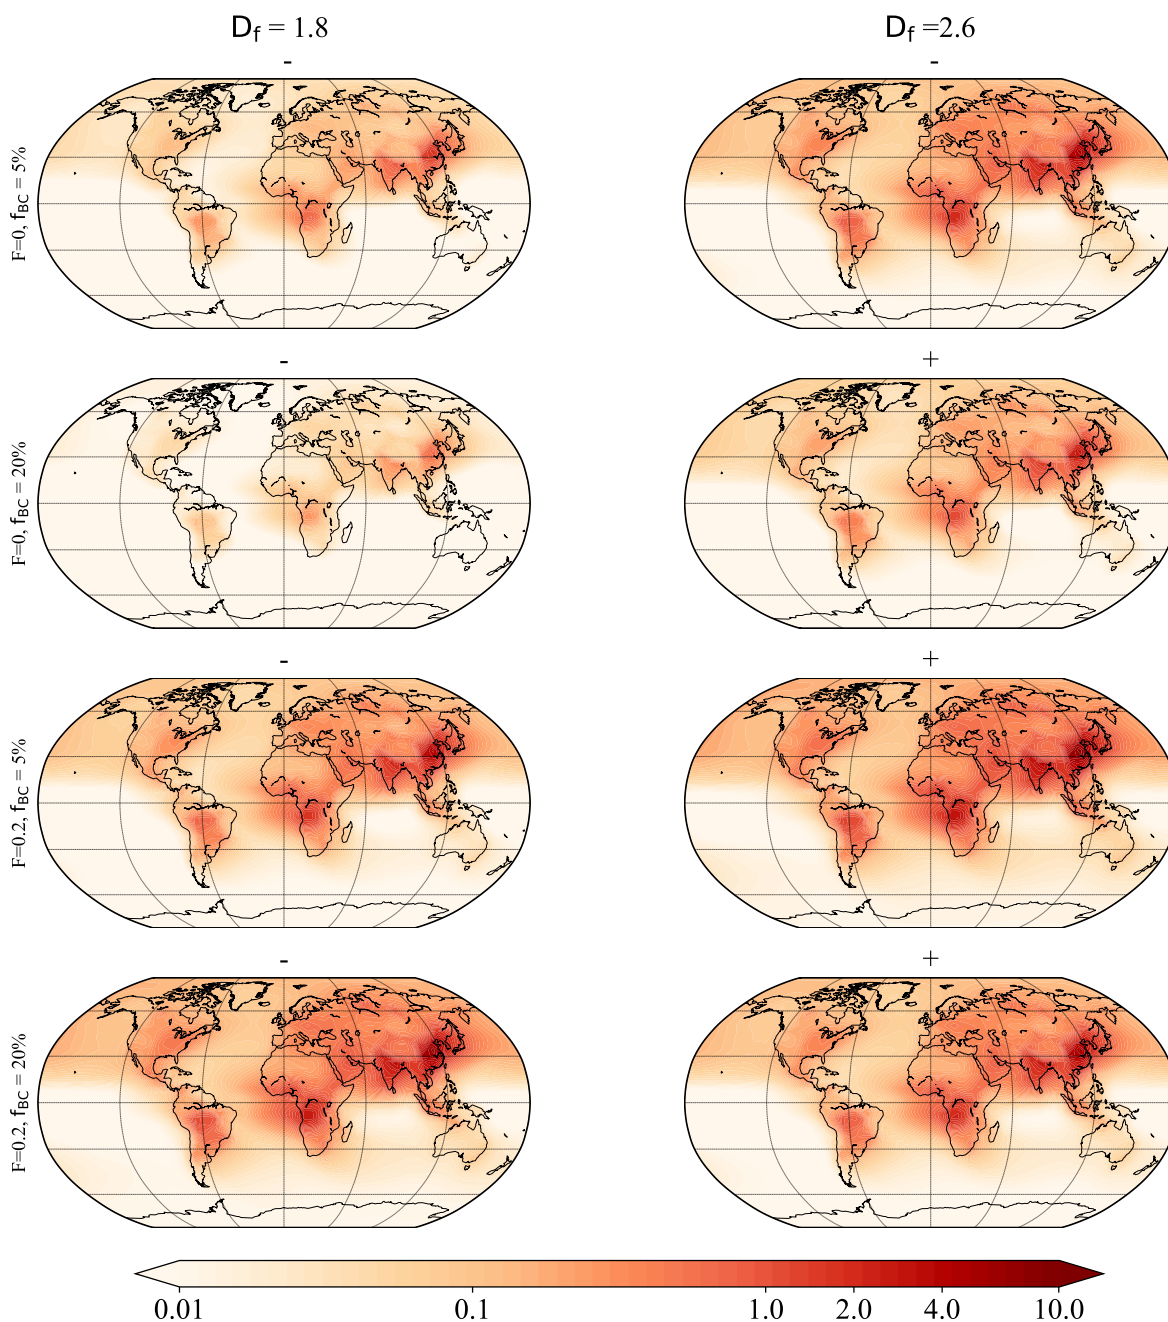 D_f = 1.8
D_f =2.6
-
-
F=0, f_BC = 5%
-
+
F=0, f_BC = 20%
-
+
F=0.2, f_BC = 5%
-
+
F=0.2, f_BC = 20%
0.01 0.1 1.0 2.0 4.0 10.0